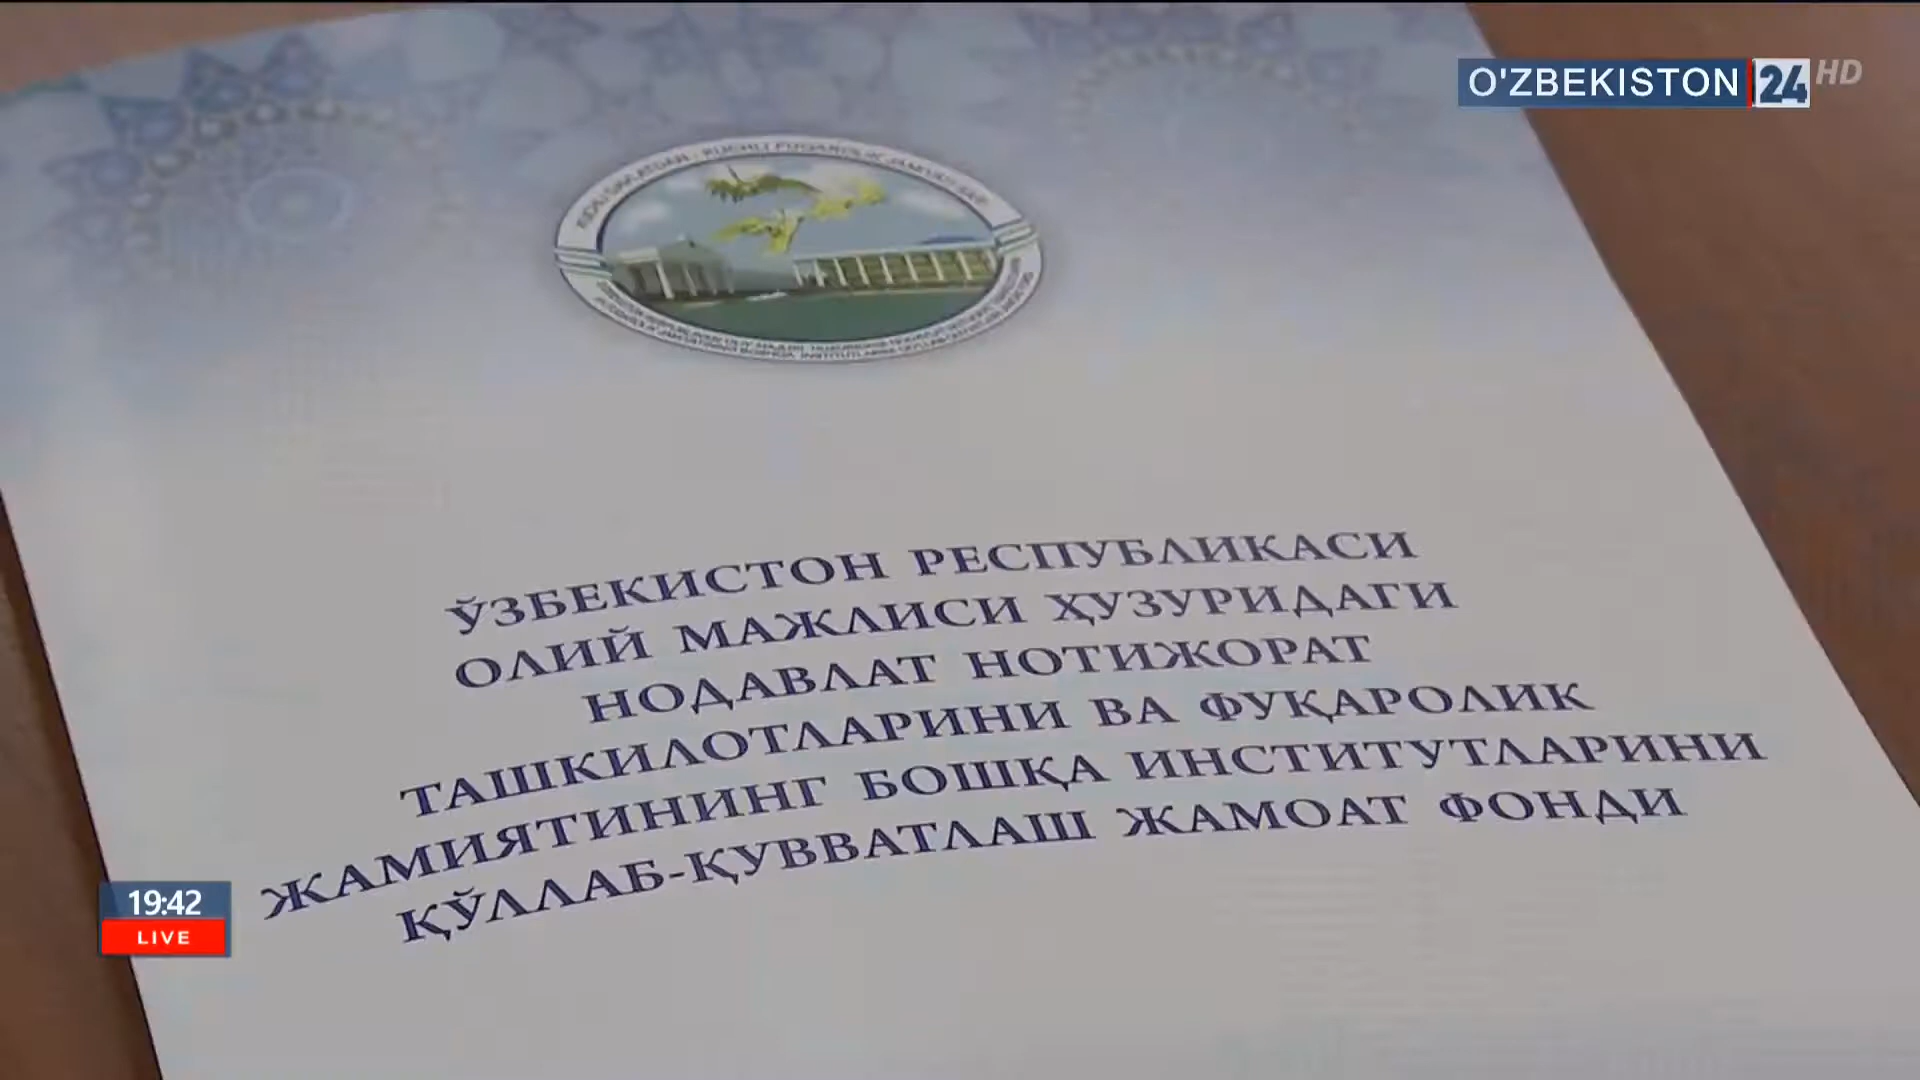 O'ZBEKISTON 24 HD
ЎЗБЕКИСТОН РЕСПУБЛИКАСИ
ОЛИЙ МАЖЛИСИ ҲУЗУРИДАГИ
НОДАВЛАТ НОТИЖОРАТ
ТАШКИЛОТЛАРИНИ ВА ФУҚАРОЛИК
ЖАМИЯТИНИНГ БОШҚА ИНСТИТУТЛАРИНИ
ҚЎЛЛАБ-ҚУВВАТЛАШ ЖАМОАТ ФОНДИ
19:42
LIVE